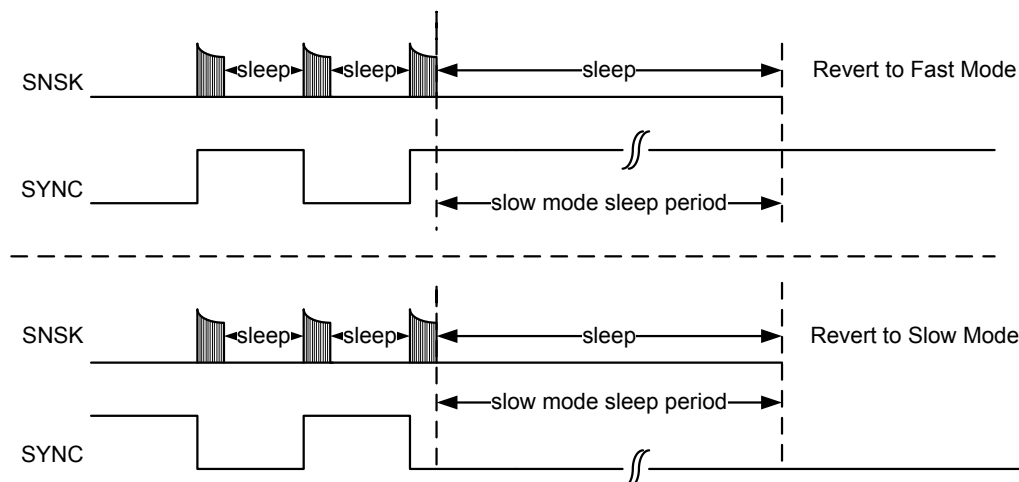 sleep sleep sleep Revert to Fast Mode
SNSK
SYNC
slow mode sleep period
sleep sleep sleep Revert to Slow Mode
SNSK
slow mode sleep period
SYNC